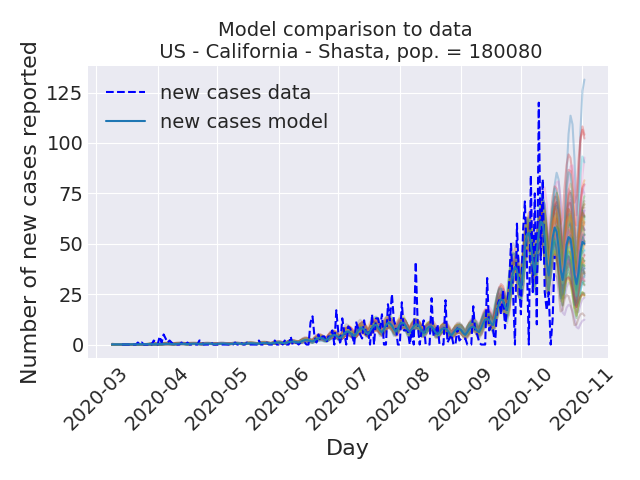 Model comparison to data
US - California - Shasta, pop. = 180080
Number of new cases reported
125
100
75
50
25
0
new cases data
new cases model
2020-03
2020-04
2020-05
2020-06
2020-07
2020-08
2020-09
2020-10
2020-11
Day